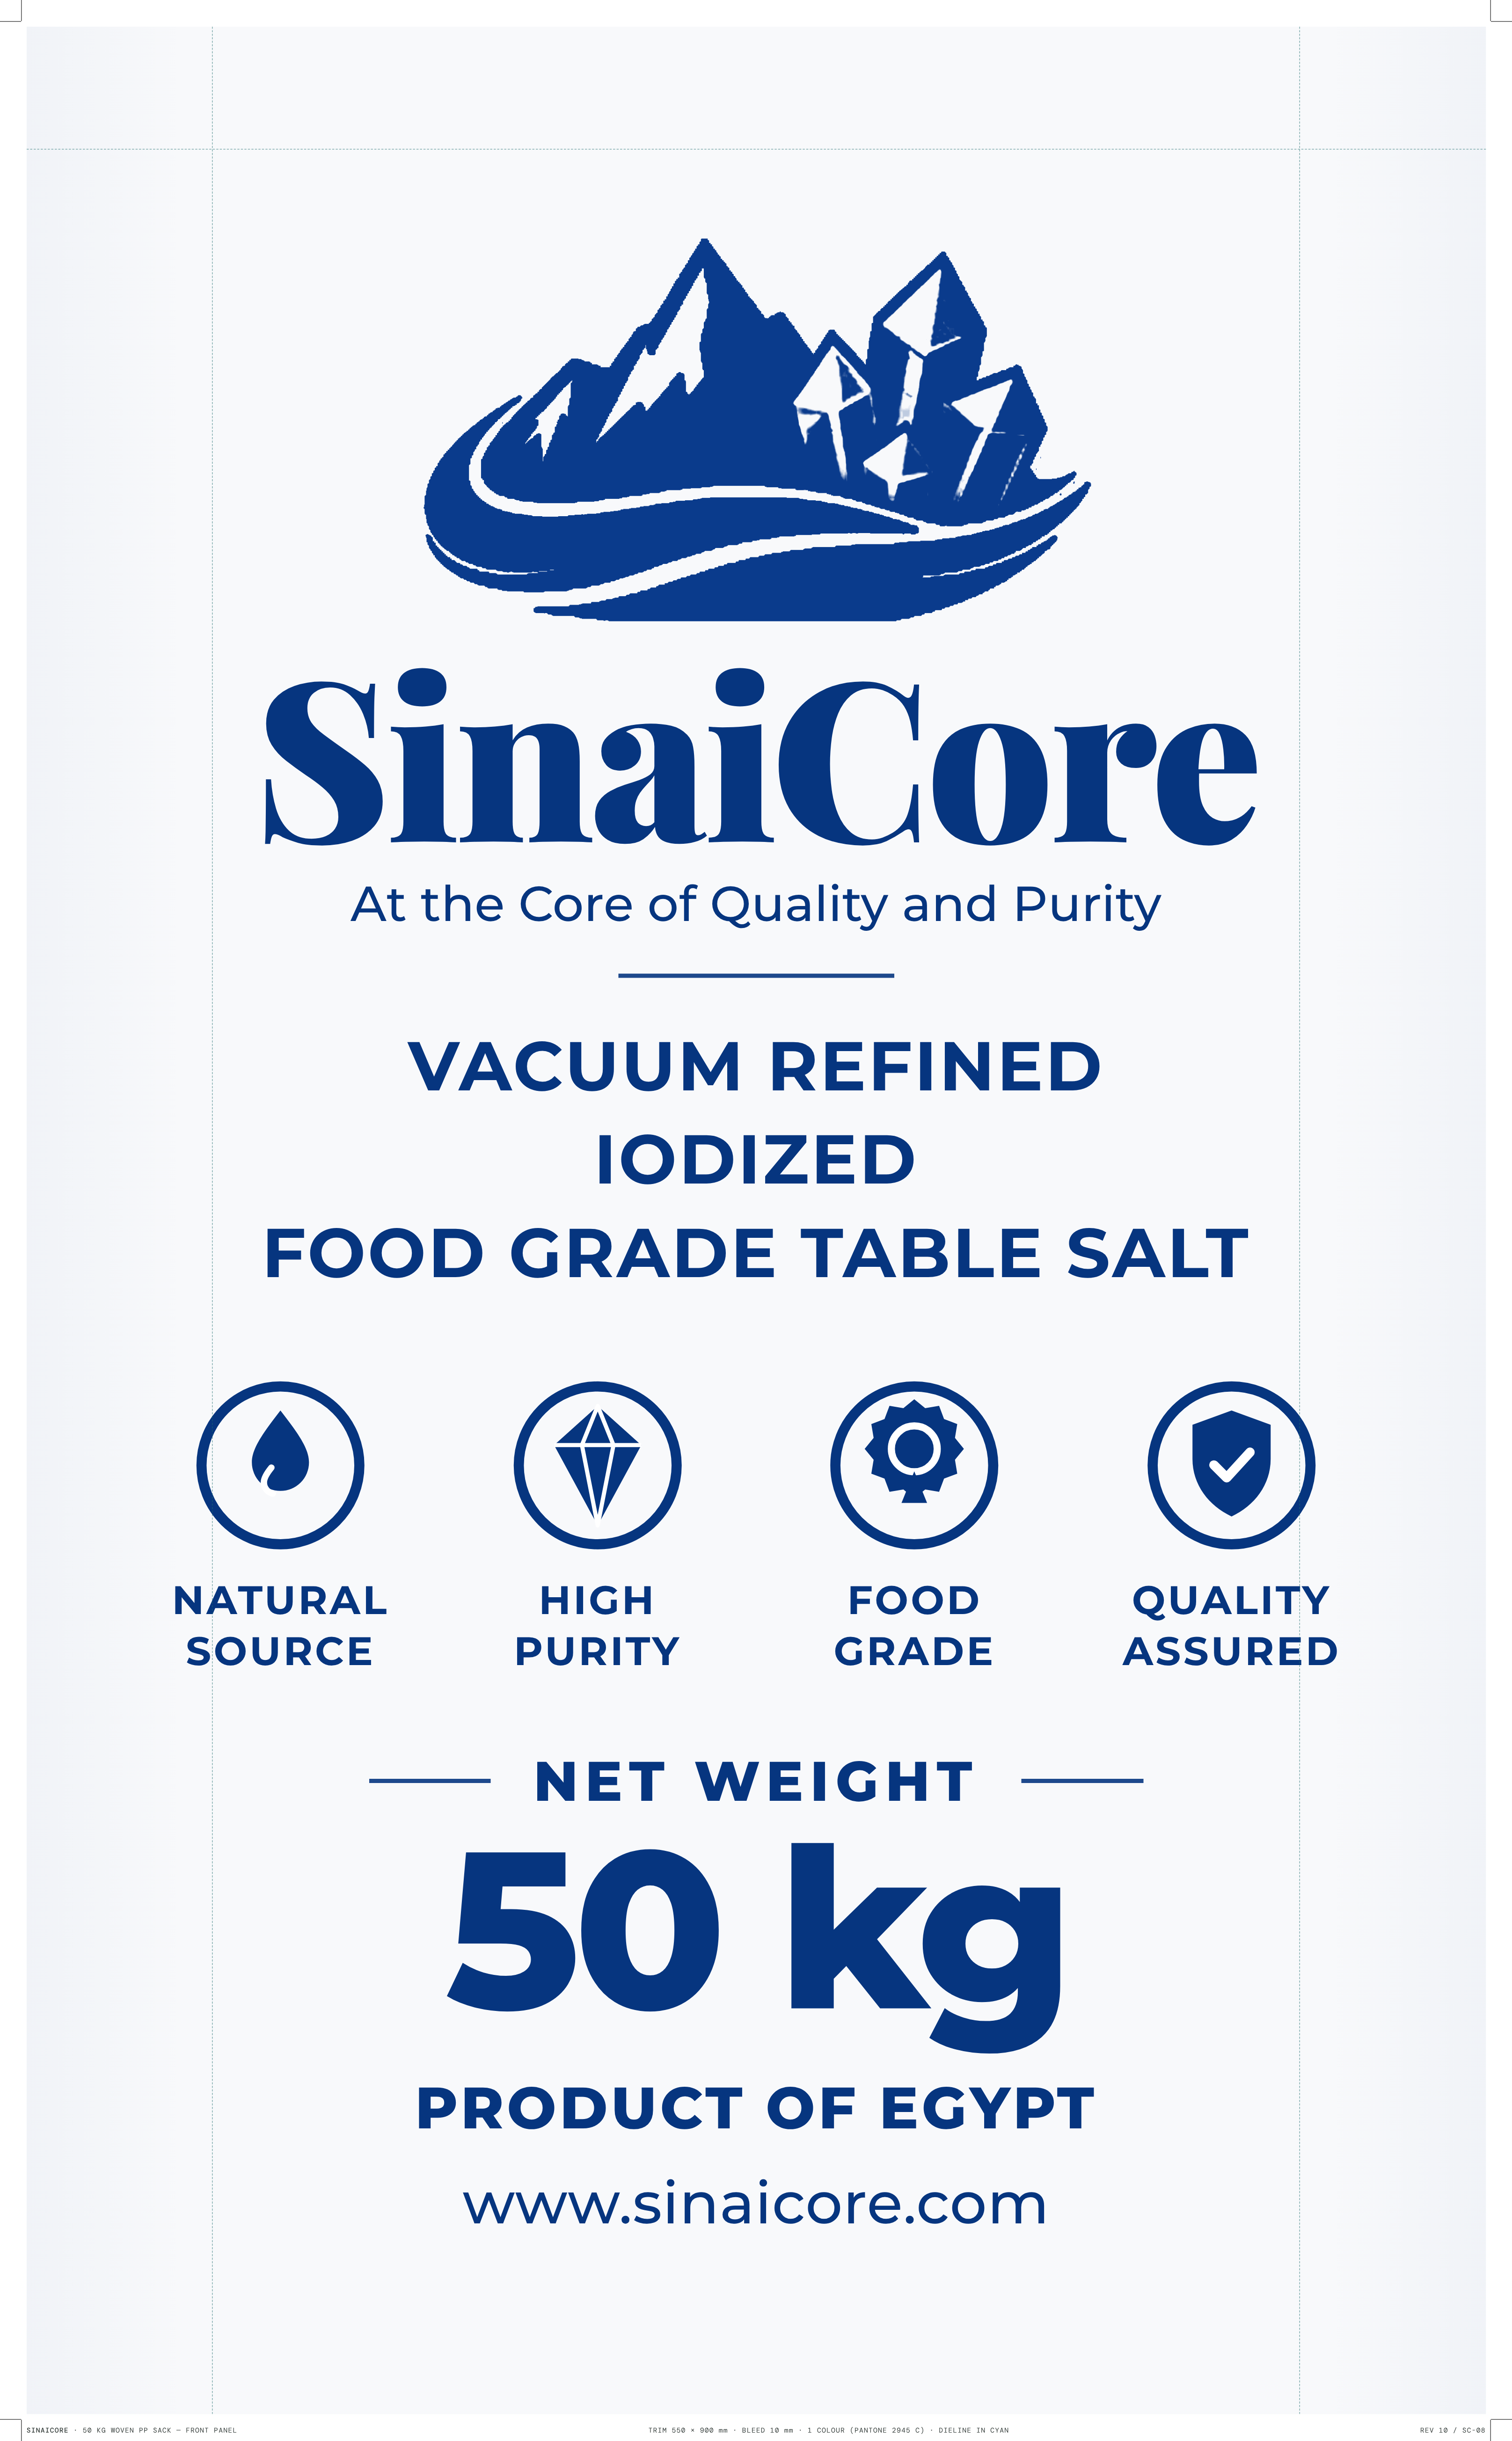 SinaiCore
At the Core of Quality and Purity
VACUUM REFINED
IODIZED
FOOD GRADE TABLE SALT
NATURAL SOURCE
HIGH PURITY
FOOD GRADE
QUALITY ASSURED
NET WEIGHT
50 kg
PRODUCT OF EGYPT
www.sinaicore.com
SINAICORE · 50 KG WOVEN PP SACK — FRONT PANEL
TRIM 550 × 900 mm · BLEED 10 mm · 1 COLOUR (PANTONE 2945 C) · DIELINE IN CYAN
REV 10 / SC-08